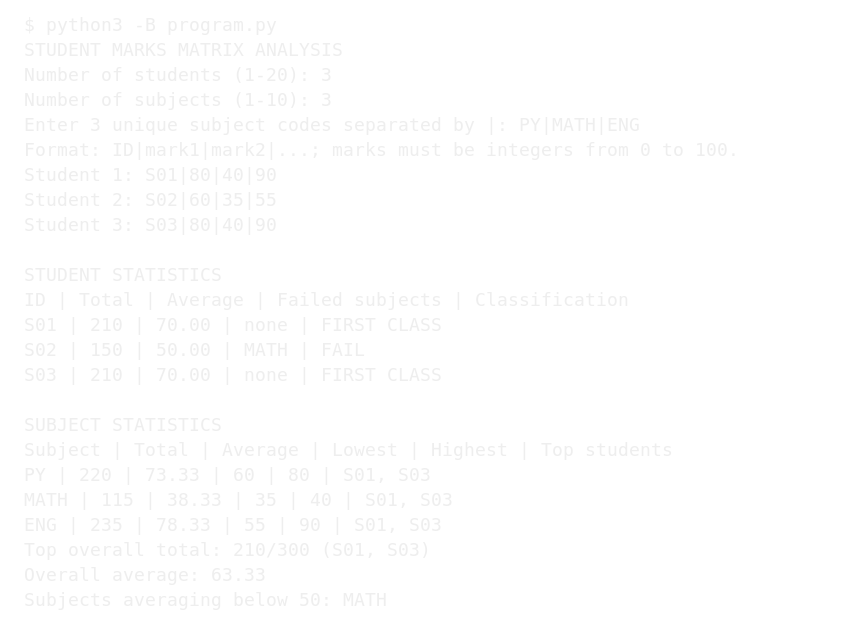 $ python3 -B program.py
STUDENT MARKS MATRIX ANALYSIS
Number of students (1-20): 3
Number of subjects (1-10): 3
Enter 3 unique subject codes separated by |: PY|MATH|ENG
Format: ID|mark1|mark2|...; marks must be integers from 0 to 100.
Student 1: S01|80|40|90
Student 2: S02|60|35|55
Student 3: S03|80|40|90

STUDENT STATISTICS
ID | Total | Average | Failed subjects | Classification
S01 | 210 | 70.00 | none | FIRST CLASS
S02 | 150 | 50.00 | MATH | FAIL
S03 | 210 | 70.00 | none | FIRST CLASS

SUBJECT STATISTICS
Subject | Total | Average | Lowest | Highest | Top students
PY | 220 | 73.33 | 60 | 80 | S01, S03
MATH | 115 | 38.33 | 35 | 40 | S01, S03
ENG | 235 | 78.33 | 55 | 90 | S01, S03
Top overall total: 210/300 (S01, S03)
Overall average: 63.33
Subjects averaging below 50: MATH